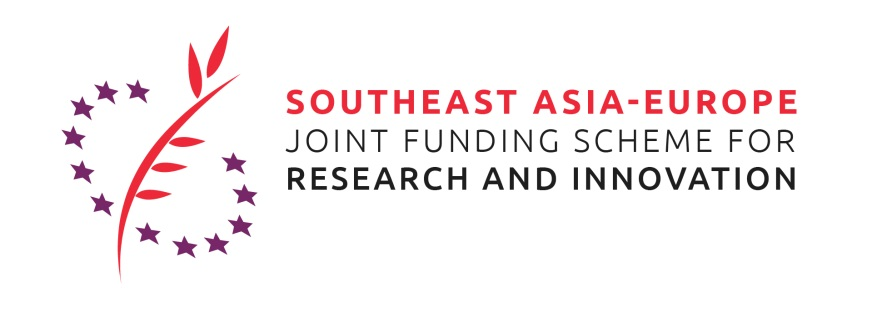 SOUTHEAST ASIA-EUROPE
JOINT FUNDING SCHEME FOR
RESEARCH AND INNOVATION